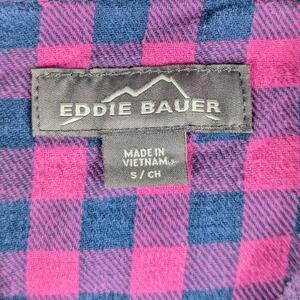 EDDIE BAUER
MADE IN
VIETNAM
S / CH